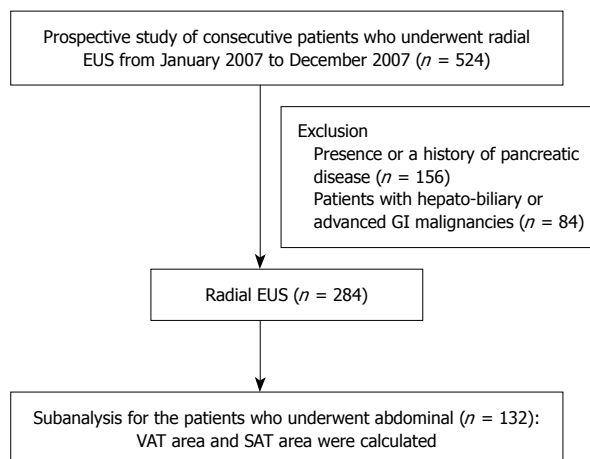 Prospective study of consecutive patients who underwent radial
EUS from January 2007 to December 2007 (n = 524)
Exclusion
Presence or a history of pancreatic
disease (n = 156)
Patients with hepato-biliary or
advanced GI malignancies (n = 84)
Radial EUS (n = 284)
Subanalysis for the patients who underwent abdominal (n = 132):
VAT area and SAT area were calculated